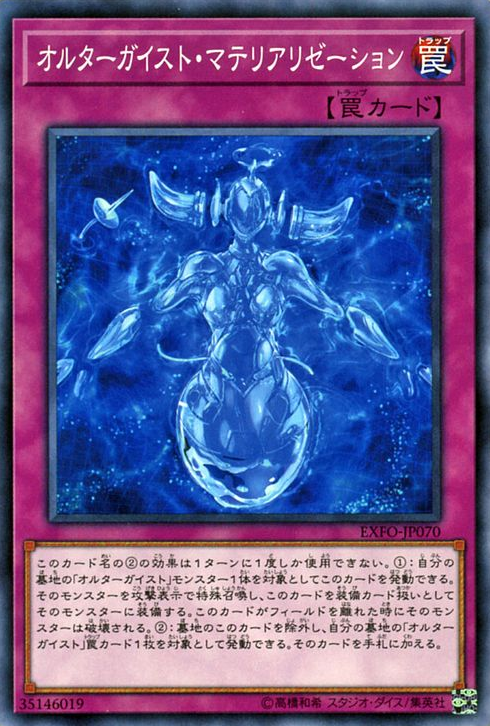 オルターガイスト・マテリアリゼーション
トラップ
罠
トラップ
【罠カード】
EXFO-JP070
このカード名の②の効果は1ターンに1度しか使用できない。①：自分の
墓地の「オルターガイスト」モンスター1体を対象としてこのカードを発動できる。
そのモンスターを攻撃表示で特殊召喚し、このカードを装備カード扱いとして
そのモンスターに装備する。このカードがフィールドを離れた時にそのモン
スターは破壊される。②：墓地のこのカードを除外し、自分の墓地の「オルター
ガイスト」罠カード1枚を対象として発動できる。そのカードを手札に加える。
35146019
©高橋和希 スタジオ・ダイス/集英社